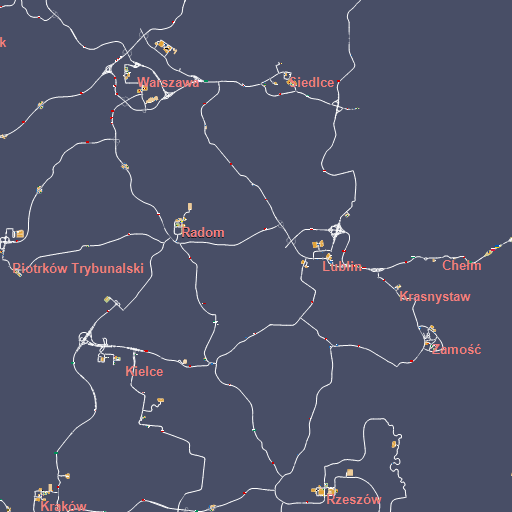 k
Warszawa
Siedlce
Radom
Piotrków Trybunalski
Lublin
Chełm
Krasnystaw
Zamość
Kielce
Kraków
Rzeszów